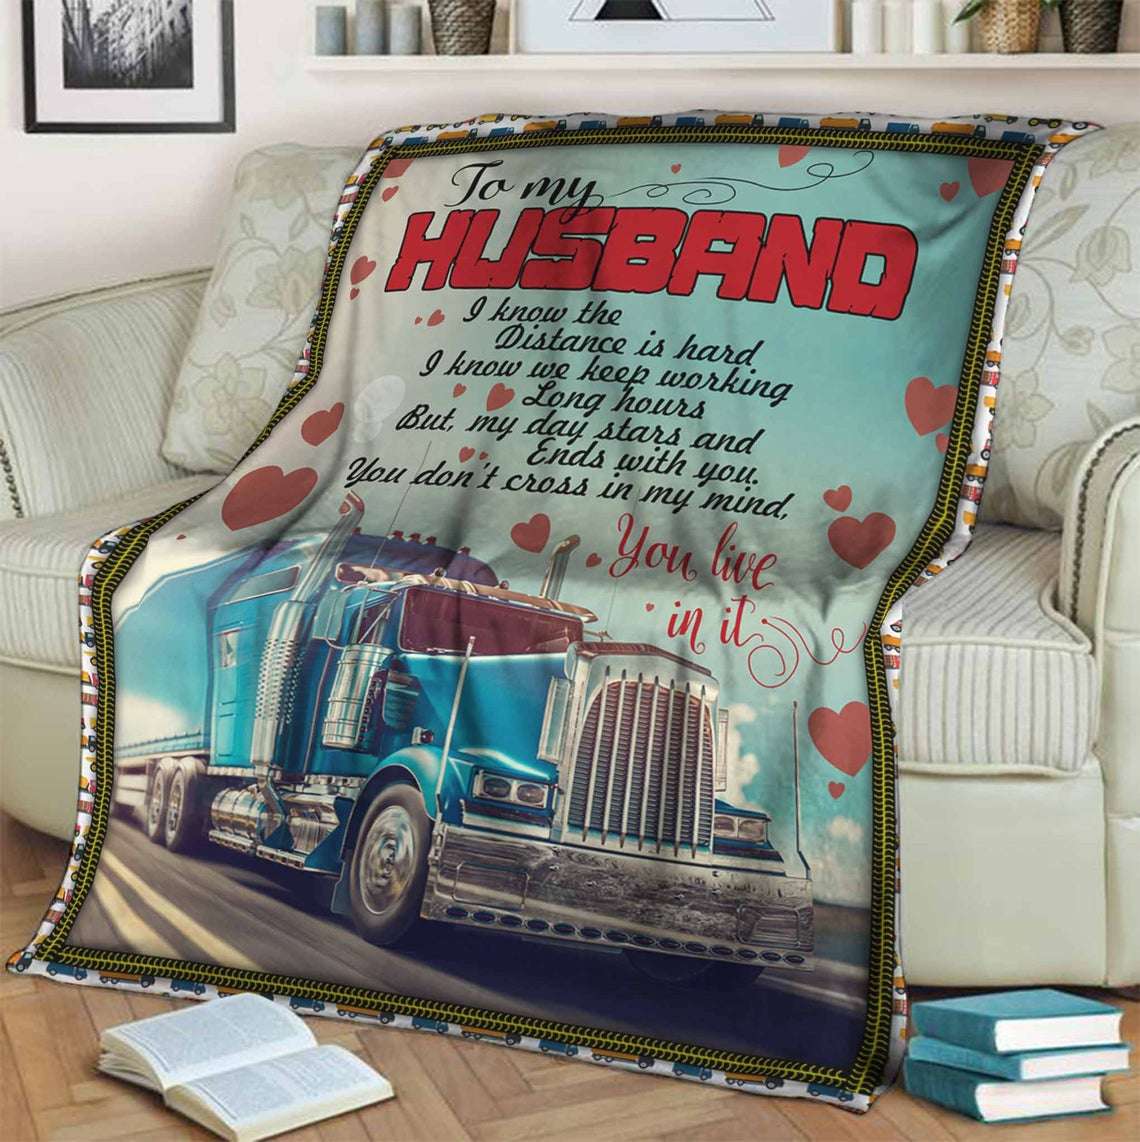 To my
HUSBAND
I know the
Distance is hard
I know we keep working
Long hours
But, my day stars and
Ends with you.
You don't cross in my mind,
You live
in it